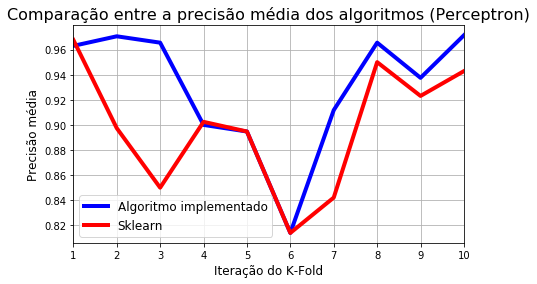 Comparação entre a precisão média dos algoritmos (Perceptron)
Precisão média
0.96
0.94
0.92
0.90
0.88
0.86
0.84
0.82
Algoritmo implementado
Sklearn
1 2 3 4 5 6 7 8 9 10
Iteração do K-Fold